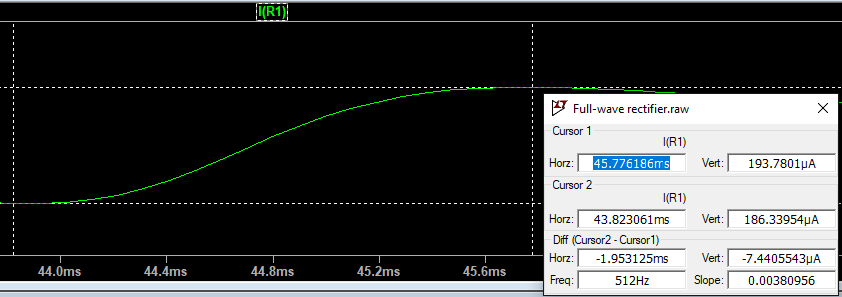 I(R1)
44.0ms 44.4ms 44.8ms 45.2ms 45.6ms
Full-wave rectifier.raw
Cursor 1
I(R1)
Horz: 45.776186ms Vert: 193.7801µA
Cursor 2
I(R1)
Horz: 43.823061ms Vert: 186.33954µA
Diff (Cursor2 - Cursor1)
Horz: -1.953125ms Vert: -7.4405543µA
Freq: 512Hz Slope: 0.00380956